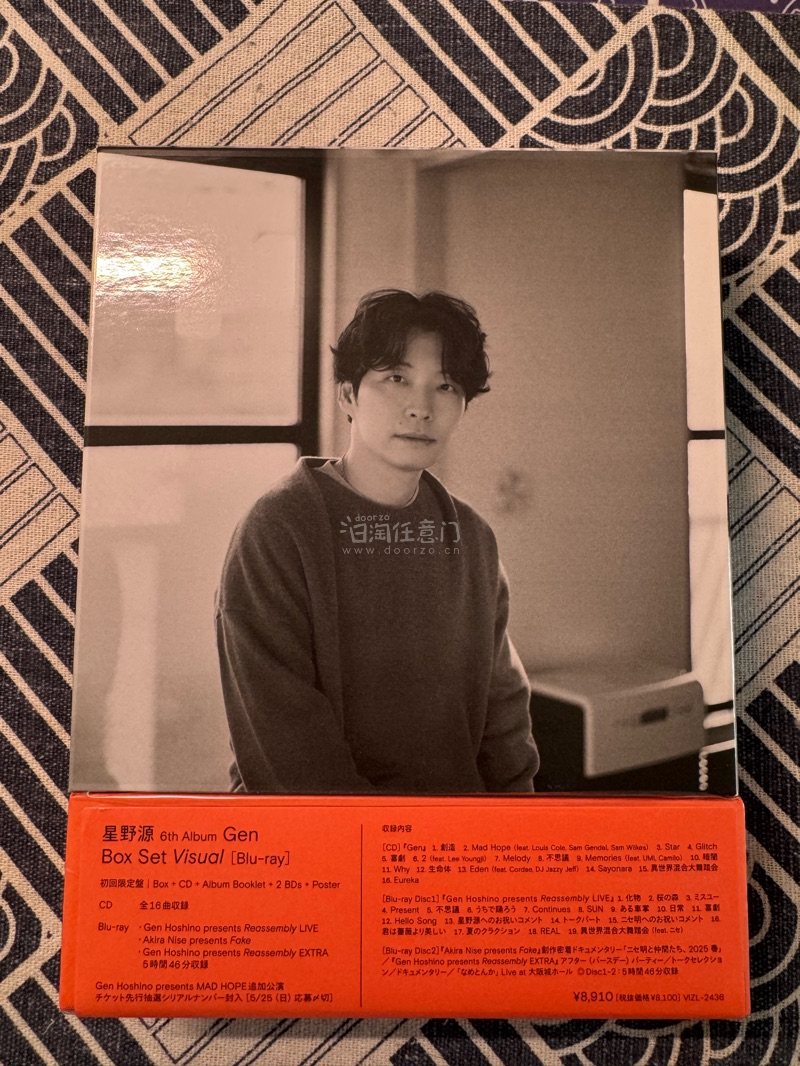 doorzo
汩淘任意门
www.doorzo.cn
星野源 6th Album Gen
Box Set Visual [Blu-ray]
初回限定盤 | Box + CD + Album Booklet + 2 BDs + Poster
CD 全16曲収録
Blu-ray ・Gen Hoshino presents Reassembly LIVE
・Akira Nise presents Fake
・Gen Hoshino presents Reassembly EXTRA
5時間46分収録
Gen Hoshino presents MAD HOPE 追加公演
チケット先行抽選シリアルナンバー封入 [5/25 (日) 応募〆切]
収録内容
[CD]『Gen』 1. 創造 2. Mad Hope (feat. Louis Cole, Sam Gendel, Sam Wilkes) 3. Star 4. Glitch
5. 喜劇 6. 2 (feat. Lee Youngji) 7. Melody 8. 不思議 9. Memories (feat. UMI, Camilo) 10. 暗闇
11. Why 12. 生命体 13. Eden (feat. Cordae, DJ Jazzy Jeff) 14. Sayonara 15. 異世界混合大舞踏会
16. Eureka
[Blu-ray Disc1]『Gen Hoshino presents Reassembly LIVE』 1. 化物 2. 桜の森 3. ミスユー
4. Present 5. 不思議 6. うちで踊ろう 7. Continues 8. SUN 9. ある車掌 10. 日常 11. 喜劇
12. Hello Song 13. 星野源へのお祝いコメント 14. トークパート 15. ニセ明へのお祝いコメント 16.
君は薔薇より美しい 17. 夏のクラクション 18. REAL 19. 異世界混合大舞踏会 (feat. ニセ)
[Blu-ray Disc2]『Akira Nise presents Fake』創作密着ドキュメンタリー「ニセ明と仲間たち、2025 春」
/『Gen Hoshino presents Reassembly EXTRA』アフター (バースデー) パーティー/トークセレクショ
ン/ドキュメンタリー/「なめとんか」 Live at 大阪城ホール ◎Disc1-2:5時間46分収録
¥8,910 [税抜価格¥8,100] VIZL-2436